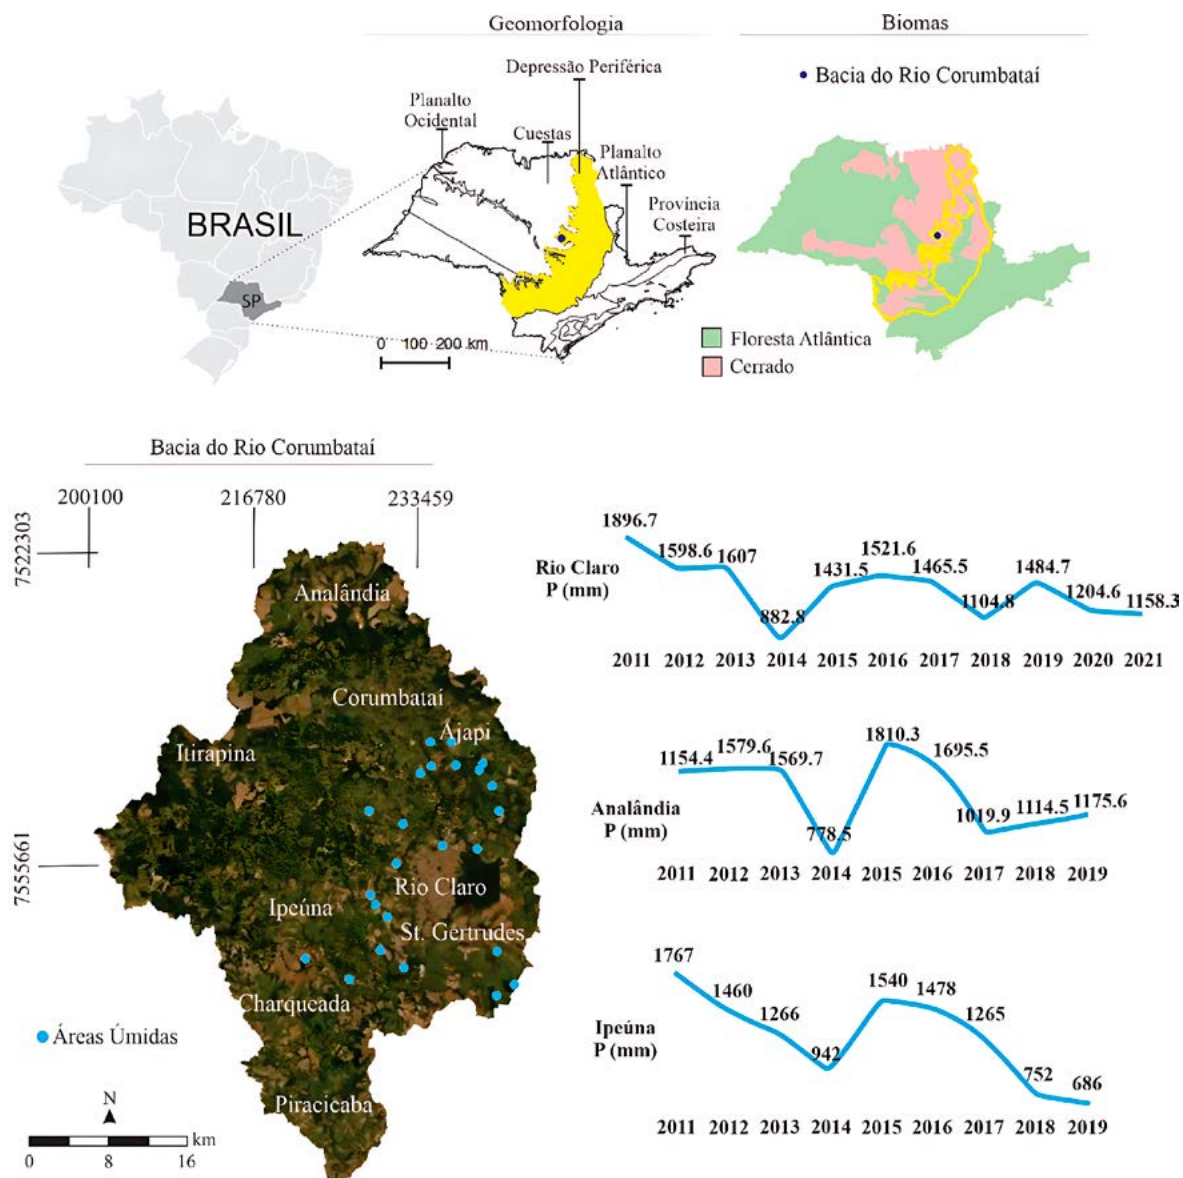 Geomorfologia
Biomas
Depressão Periférica
Bacia do Rio Corumbataí
Planalto
Ocidental
Cuestas
Planalto
Atlântico
Província
Costeira
BRASIL
SP
0 100 200 km
Floresta Atlântica
Cerrado
Bacia do Rio Corumbataí
200100 216780 233459
7522303
7555661
Analândia
Corumbataí
Ajapi
Itirapina
Rio Claro
Ipeúna
St. Gertrudes
Charqueada
Piracicaba
Áreas Úmidas
N
km
0 8 16
Rio Claro
P (mm)
1896.7 1598.6 1607 882.8 1431.5 1521.6 1465.5 1104.8 1484.7 1204.6 1158.3
2011 2012 2013 2014 2015 2016 2017 2018 2019 2020 2021
Analândia
P (mm)
1154.4 1579.6 1569.7 778.5 1810.3 1695.5 1019.9 1114.5 1175.6
2011 2012 2013 2014 2015 2016 2017 2018 2019
Ipeúna
P (mm)
1767 1460 1266 942 1540 1478 1265 752 686
2011 2012 2013 2014 2015 2016 2017 2018 2019